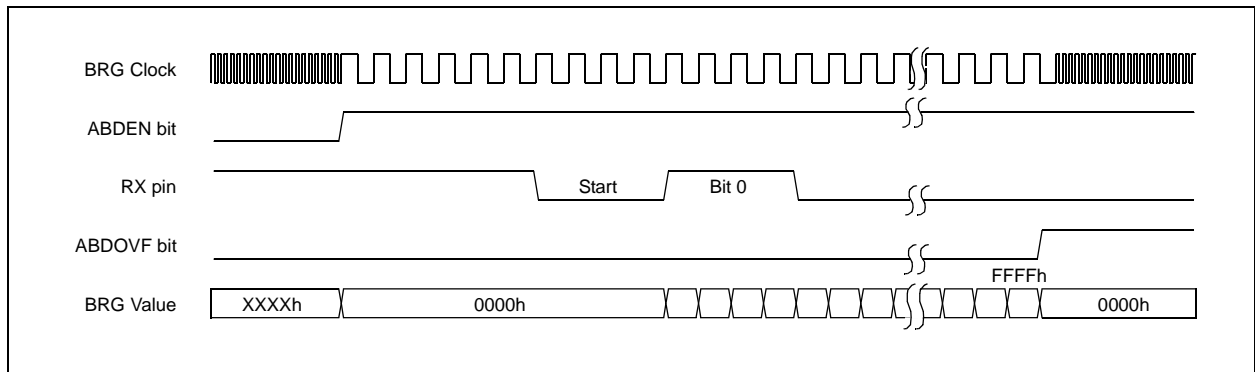 BRG Clock
ABDEN bit
RX pin
Start
Bit 0
ABDOVF bit
FFFFh
BRG Value
XXXXh
0000h
0000h